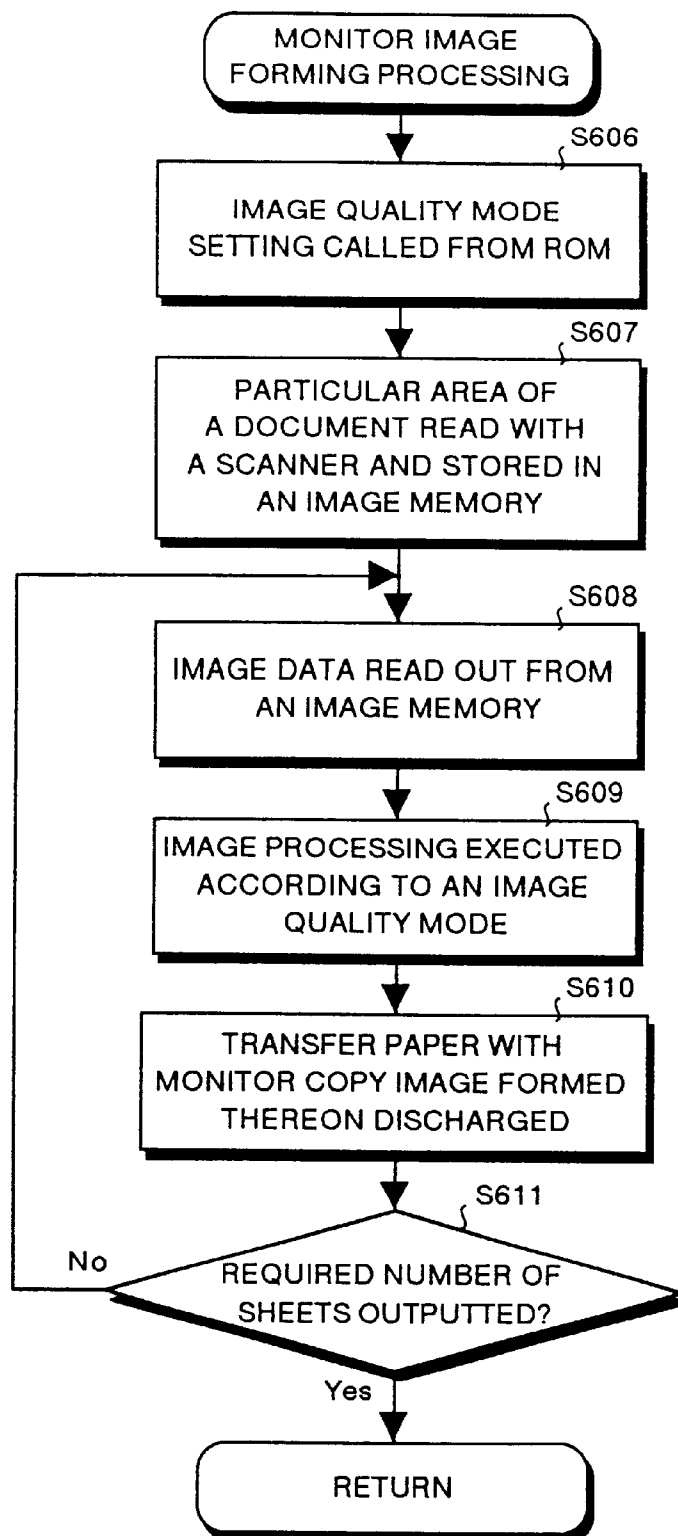 MONITOR IMAGE
FORMING PROCESSING
S606
IMAGE QUALITY MODE
SETTING CALLED FROM ROM
S607
PARTICULAR AREA OF
A DOCUMENT READ WITH
A SCANNER AND STORED IN
AN IMAGE MEMORY
S608
IMAGE DATA READ OUT FROM
AN IMAGE MEMORY
S609
IMAGE PROCESSING EXECUTED
ACCORDING TO AN IMAGE
QUALITY MODE
S610
TRANSFER PAPER WITH
MONITOR COPY IMAGE FORMED
THEREON DISCHARGED
S611
No
REQUIRED NUMBER OF
SHEETS OUTPUTTED?
Yes
RETURN